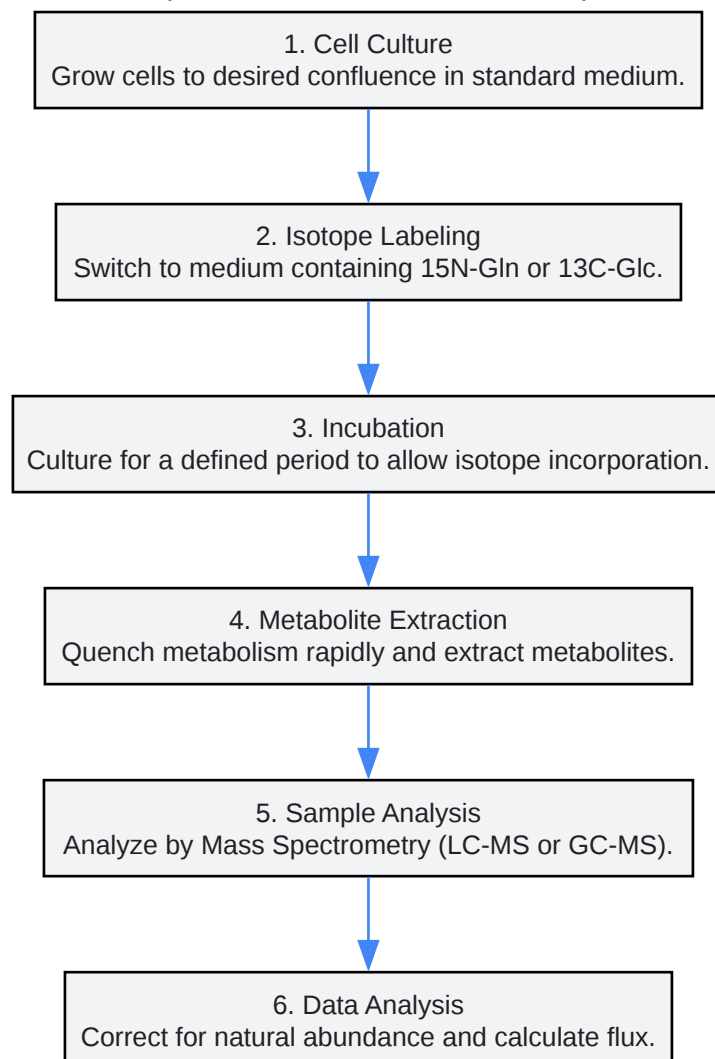 1. Cell Culture
Grow cells to desired confluence in standard medium.
2. Isotope Labeling
Switch to medium containing 15N-Gln or 13C-Glc.
3. Incubation
Culture for a defined period to allow isotope incorporation.
4. Metabolite Extraction
Quench metabolism rapidly and extract metabolites.
5. Sample Analysis
Analyze by Mass Spectrometry (LC-MS or GC-MS).
6. Data Analysis
Correct for natural abundance and calculate flux.